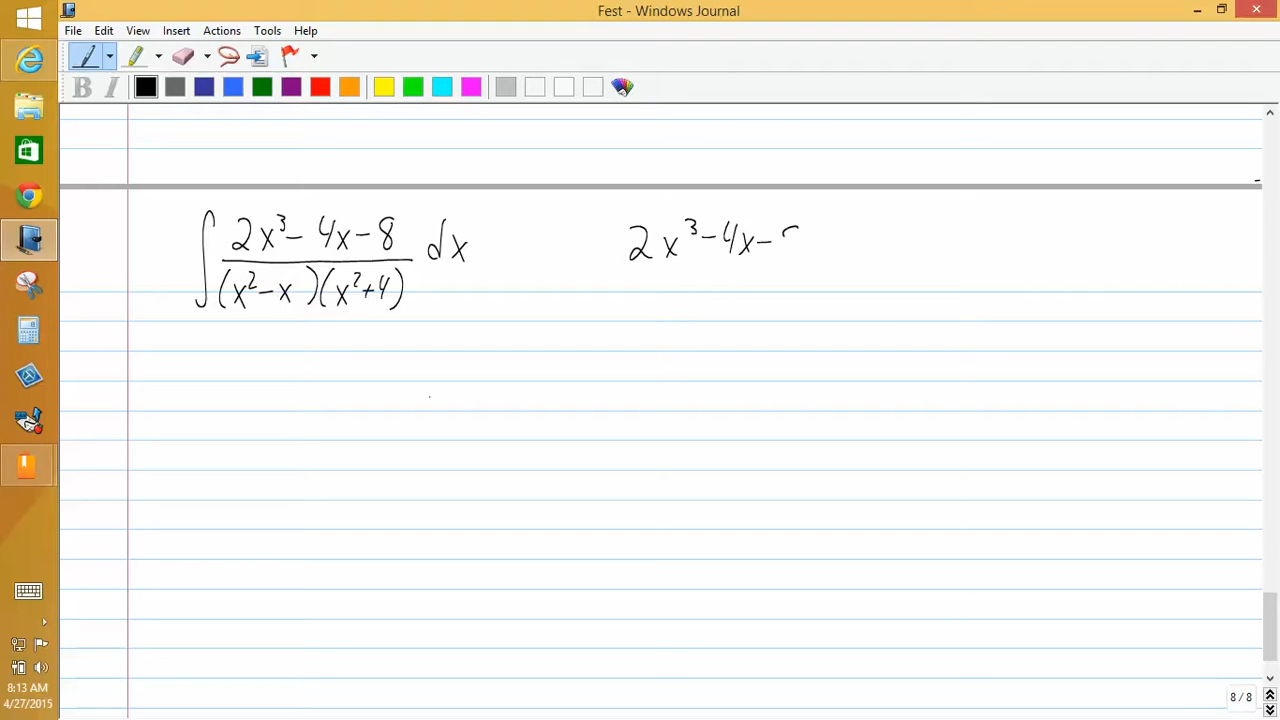 Fest - Windows Journal
File Edit View Insert Actions Tools Help
B I
∫ (2x³ - 4x - 8) / ((x² - x)(x² + 4)) dx
2x³ - 4x -
8:13 AM
4/27/2015
8 / 8